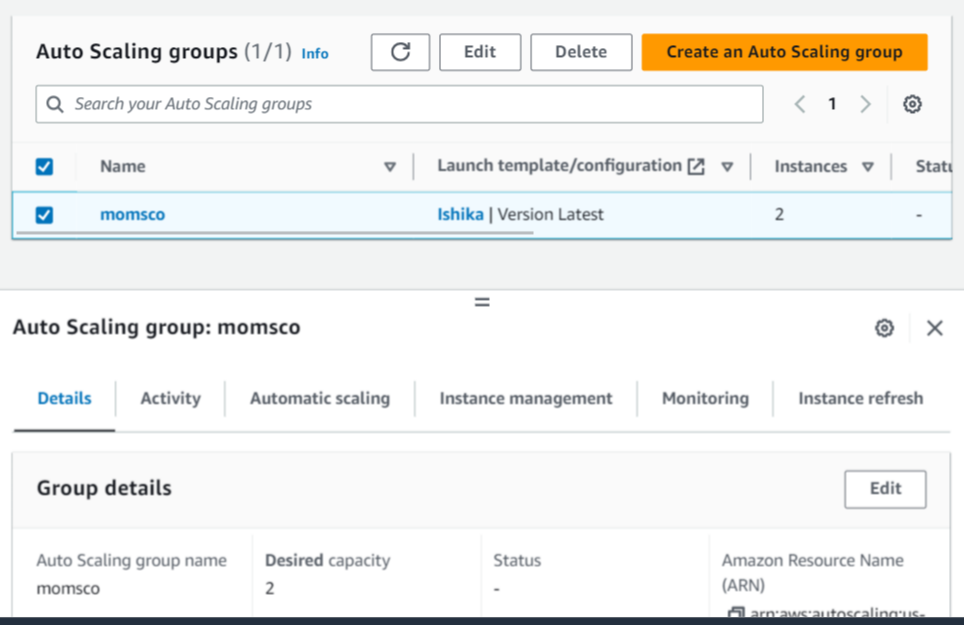 Auto Scaling groups (1/1) Info Edit Delete Create an Auto Scaling group
Search your Auto Scaling groups 1
Name Launch template/configuration Instances Statu
momsco Ishika | Version Latest 2 -
Auto Scaling group: momsco
Details Activity Automatic scaling Instance management Monitoring Instance refresh
Group details Edit
Auto Scaling group name Desired capacity Status Amazon Resource Name
(ARN)
momsco 2 -
arn:aws:autoscaling:us-